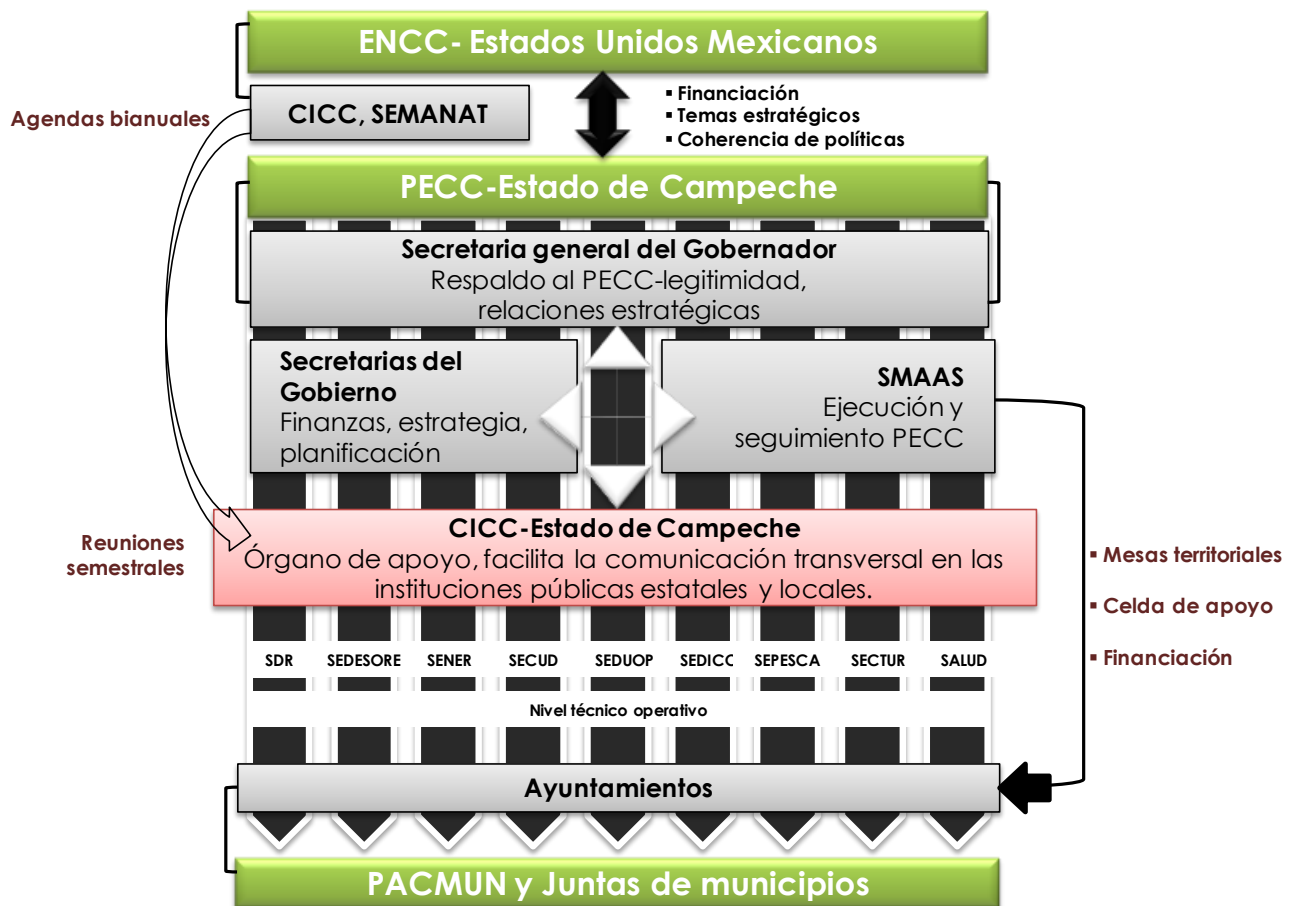 ENCC- Estados Unidos Mexicanos
Agendas bianuales
CICC, SEMANAT
▪ Financiación
▪ Temas estratégicos
▪ Coherencia de políticas
PECC-Estado de Campeche
Secretaria general del Gobernador
Respaldo al PECC-legitimidad,
relaciones estratégicas
Secretarias del
Gobierno
Finanzas, estrategia,
planificación
SMAAS
Ejecución y
seguimiento PECC
Reuniones
semestrales
CICC-Estado de Campeche
Órgano de apoyo, facilita la comunicación transversal en las
instituciones públicas estatales y locales.
▪ Mesas territoriales
▪ Celda de apoyo
▪ Financiación
SDR SEDESORE SENER SECUD SEDUOP SEDICC SEPESCA SECTUR SALUD
Nivel técnico operativo
Ayuntamientos
PACMUN y Juntas de municipios